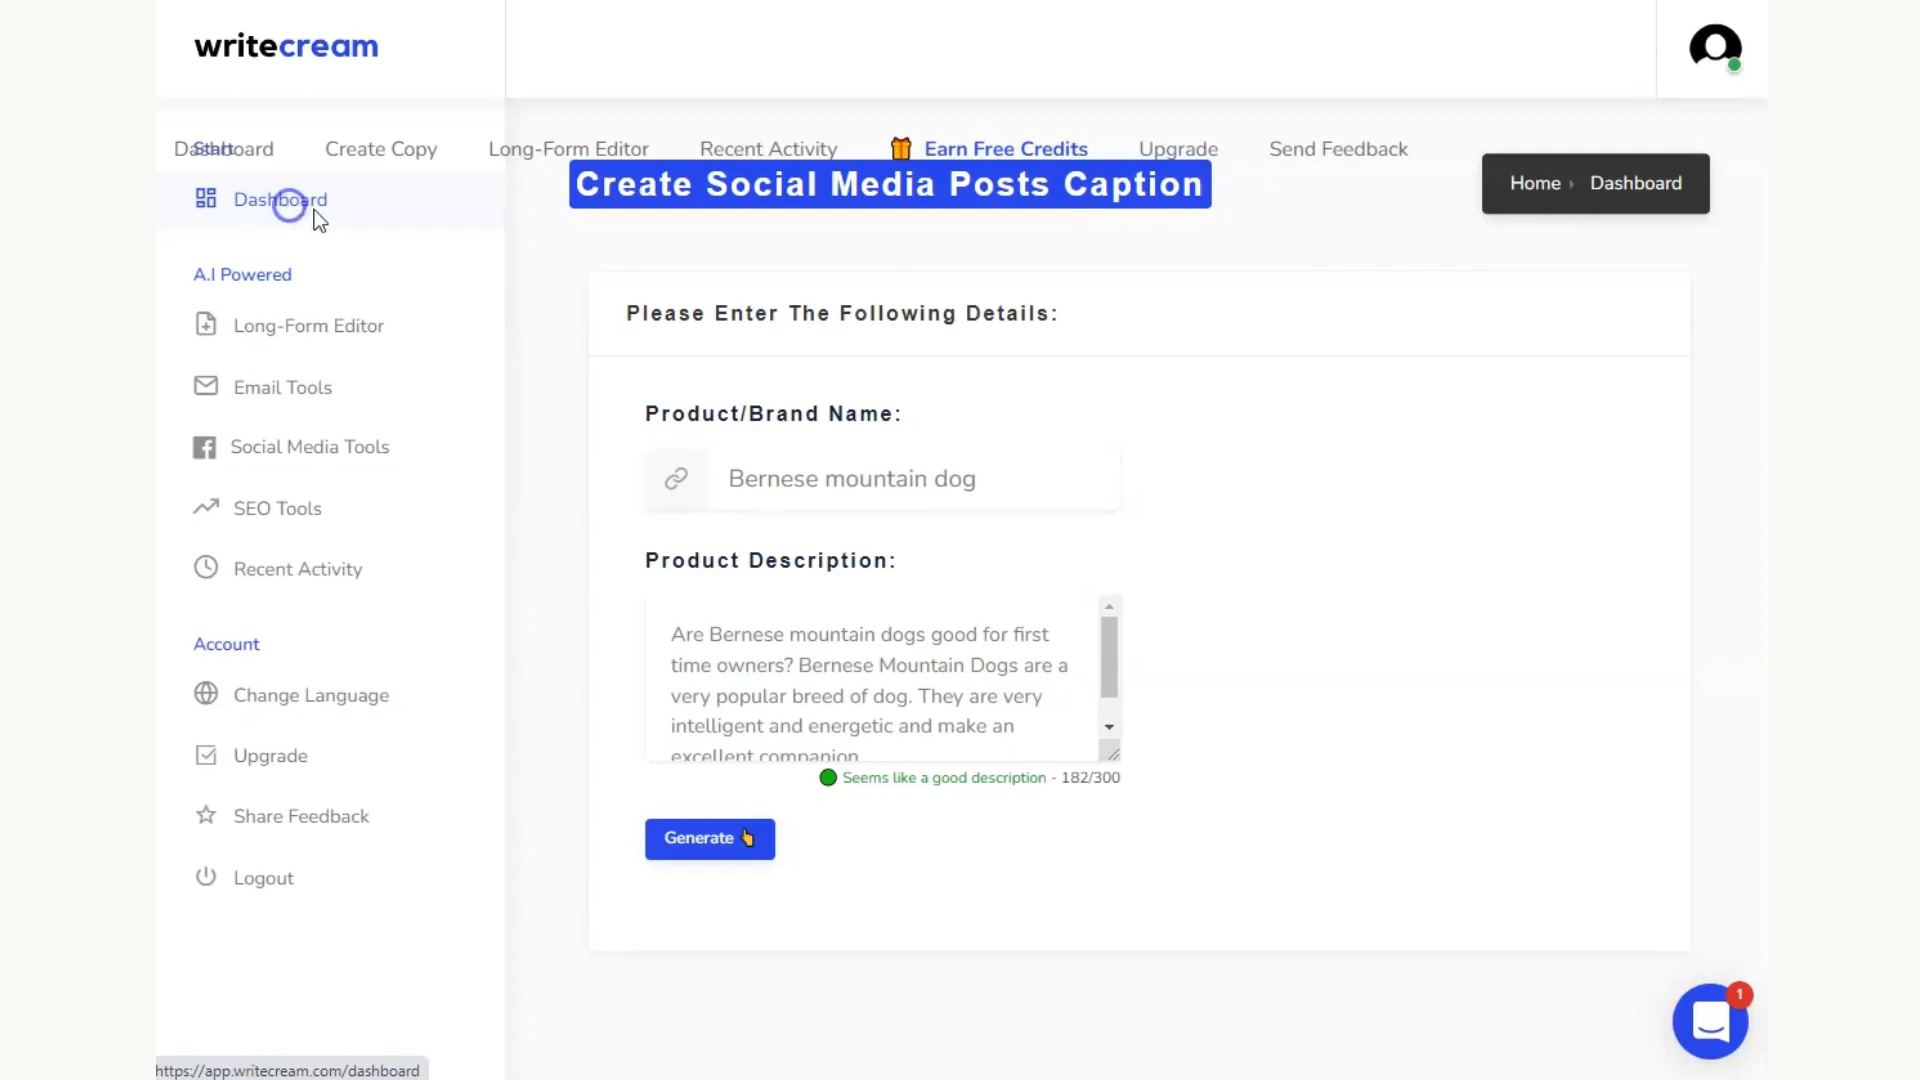 writecream
Dashboard Create Copy Long-Form Editor Recent Activity Earn Free Credits Upgrade Send Feedback
Start
Create Social Media Posts Caption
Home › Dashboard
Dashboard
A.I Powered
Long-Form Editor
Email Tools
Social Media Tools
SEO Tools
Recent Activity
Account
Change Language
Upgrade
Share Feedback
Logout
Please Enter The Following Details:
Product/Brand Name:
Bernese mountain dog
Product Description:
Are Bernese mountain dogs good for first
time owners? Bernese Mountain Dogs are a
very popular breed of dog. They are very
intelligent and energetic and make an
excellent companion
Seems like a good description - 182/300
Generate
1
https://app.writecream.com/dashboard